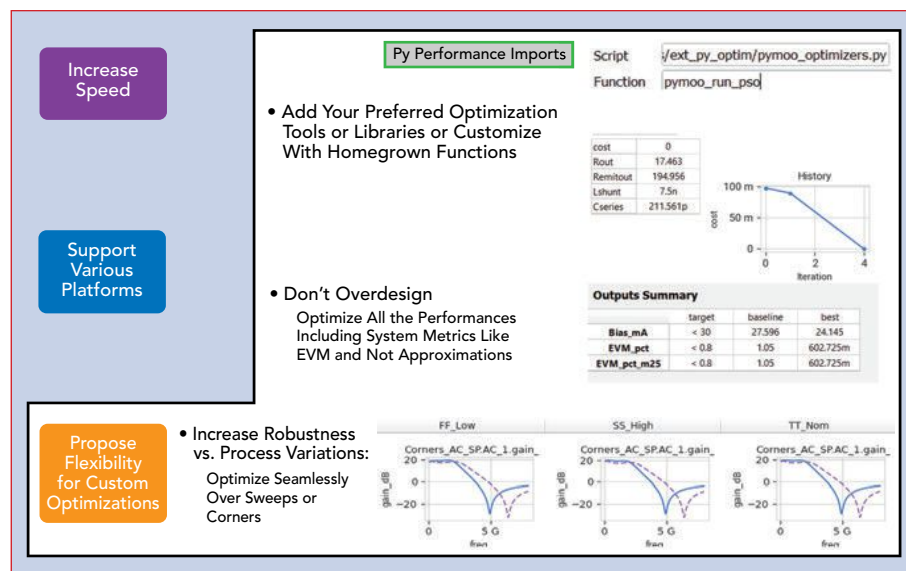 Increase
Speed
Support
Various
Platforms
Propose
Flexibility
for Custom
Optimizations
Py Performance Imports
Script
/ext_py_optim/pymoo_optimizers.py
Function
pymoo_run_pso
• Add Your Preferred Optimization
Tools or Libraries or Customize
With Homegrown Functions
cost 0
Rout 17.463
Remitout 194.956
Lshunt 7.5n
Cseries 211.561p
History
100 m
50 m
0
cost
0 2 4
Iteration
• Don't Overdesign
Optimize All the Performances
Including System Metrics Like
EVM and Not Approximations
Outputs Summary
target baseline best
Bias_mA < 30 27.596 24.145
EVM_pct < 0.8 1.05 602.725m
EVM_pct_m25 < 0.8 1.05 602.725m
• Increase Robustness
vs. Process Variations:
Optimize Seamlessly
Over Sweeps or
Corners
FF_Low SS_High TT_Nom
Corners_AC_SP.AC_1.gain_
20
0
−20
gain_dB
0 5 G
freq
Corners_AC_SP.AC_1.gain_
20
0
−20
gain_dB
0 5 G
freq
Corners_AC_SP.AC_1.gain_
20
0
−20
gain_dB
0 5 G
freq